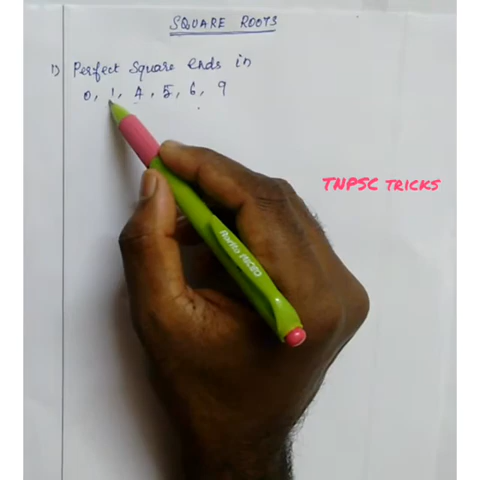 SQUARE ROOTS
1) Perfect Square ends in
0, 1, 4, 5, 6, 9
TNPSC TRICKS